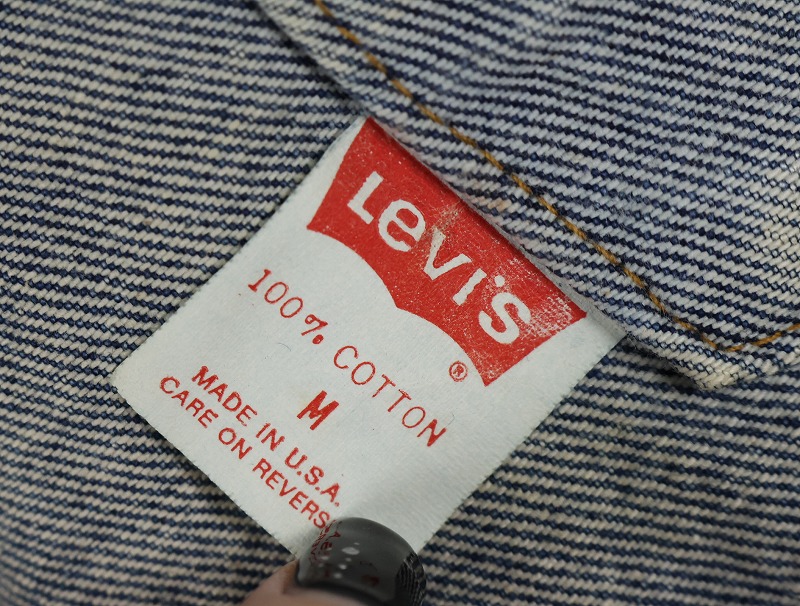 Levi's ®
100% COTTON
M
MADE IN U.S.A.
CARE ON REVERSE